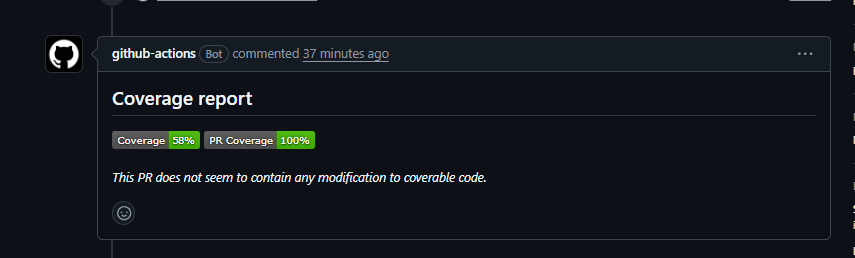 github-actions Bot commented 37 minutes ago
Coverage report
Coverage 58% PR Coverage 100%
This PR does not seem to contain any modification to coverable code.